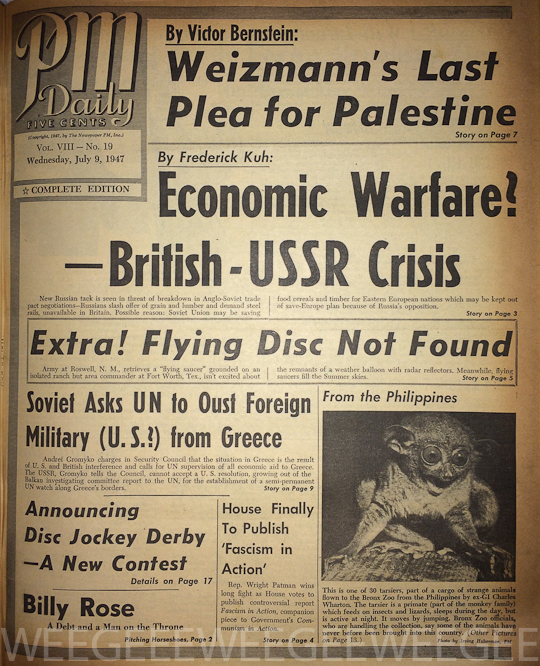 PM
Daily
FIVE CENTS
(Copyright, 1947, by The Newspaper PM, Inc.)
VOL. VIII — No. 19
Wednesday, July 9, 1947
☆ COMPLETE EDITION
By Victor Bernstein:
Weizmann's Last
Plea for Palestine
Story on Page 7
By Frederick Kuh:
Economic Warfare?
—British-USSR Crisis
New Russian tack is seen in threat of breakdown in Anglo-Soviet trade
pact negotiations—Russians slash offer of grain and lumber and demand steel
rails, unavailable in Britain. Possible reason: Soviet Union may be saving
food cereals and timber for Eastern European nations which may be kept out
of save-Europe plan because of Russia's opposition.
Story on Page 3
Extra! Flying Disc Not Found
Army at Roswell, N. M., retrieves a "flying saucer" grounded on an
isolated ranch but area commander at Fort Worth, Tex., isn't excited about
the remnants of a weather balloon with radar reflectors. Meanwhile, flying
saucers fill the Summer skies.
Story on Page 5
Soviet Asks UN to Oust Foreign
Military (U. S.?) from Greece
Andrei Gromyko charges in Security Council that the situation in Greece is the result
of U. S. and British interference and calls for UN supervision of all economic aid to Greece.
The USSR, Gromyko tells the Council, cannot accept a U. S. resolution, growing out of the
Balkan investigating committee report to the UN, for the establishment of a semi-permanent
UN watch along Greece's borders.
Story on Page 9
Announcing
Disc Jockey Derby
—A New Contest
Details on Page 17
Billy Rose
A Debt and a Man on the Throne
Pitching Horseshoes, Page 2
House Finally
To Publish
'Fascism in
Action'
Rep. Wright Patman wins
long fight as House votes to
publish controversial report
Fascism in Action, companion
piece to Government's Com-
munism in Action.
Story on Page 4
From the Philippines
This is one of 30 tarsiers, part of a cargo of strange animals
flown to the Bronx Zoo from the Philippines by ex-GI Charles
Wharton. The tarsier is a primate (part of the monkey family)
which feeds on insects and lizards, sleeps during the day, but
is active at night. It moves by jumping. Bronx Zoo officials,
who are handling the collection, say some of the animals have
never before been brought into this country. (Other Pictures
on Page 13.)
Photo by Irving Haberman, PM